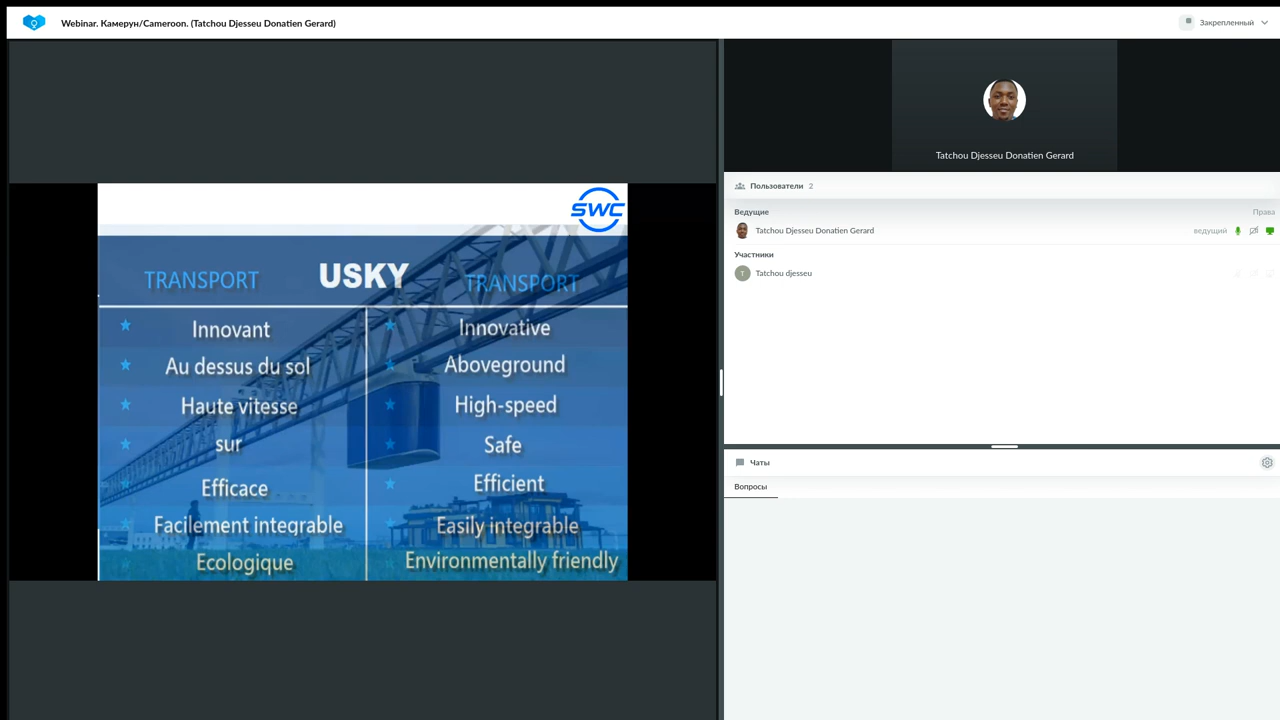 Webinar. Камерун/Cameroon. (Tatchou Djesseu Donatien Gerard)
Закрепленный
SWC
TRANSPORT USKY TRANSPORT
Innovant
Innovative
Au dessus du sol
Aboveground
Haute vitesse
High-speed
sur
Safe
Efficace
Efficient
Facilement integrable
Easily integrable
Ecologique
Environmentally friendly
Tatchou Djesseu Donatien Gerard
Пользователи 2
Ведущие Права
Tatchou Djesseu Donatien Gerard ведущий
Участники
T Tatchou djesseu
Чаты
Вопросы